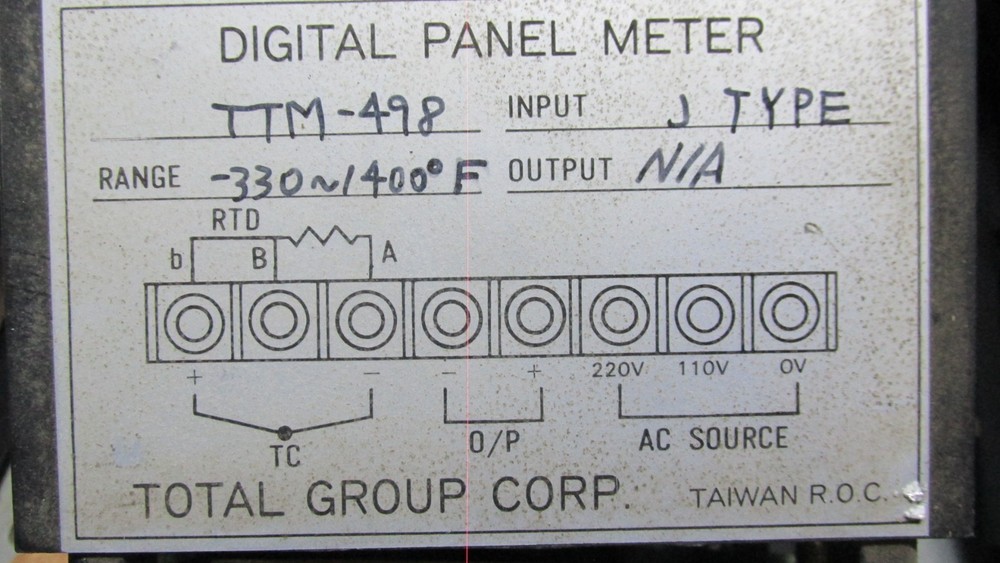 DIGITAL PANEL METER
TTM-498 INPUT J TYPE
RANGE -330~1400°F OUTPUT N/A
RTD
b B A
+ − − + 220V 110V 0V
TC O/P AC SOURCE
TOTAL GROUP CORP. TAIWAN R.O.C.